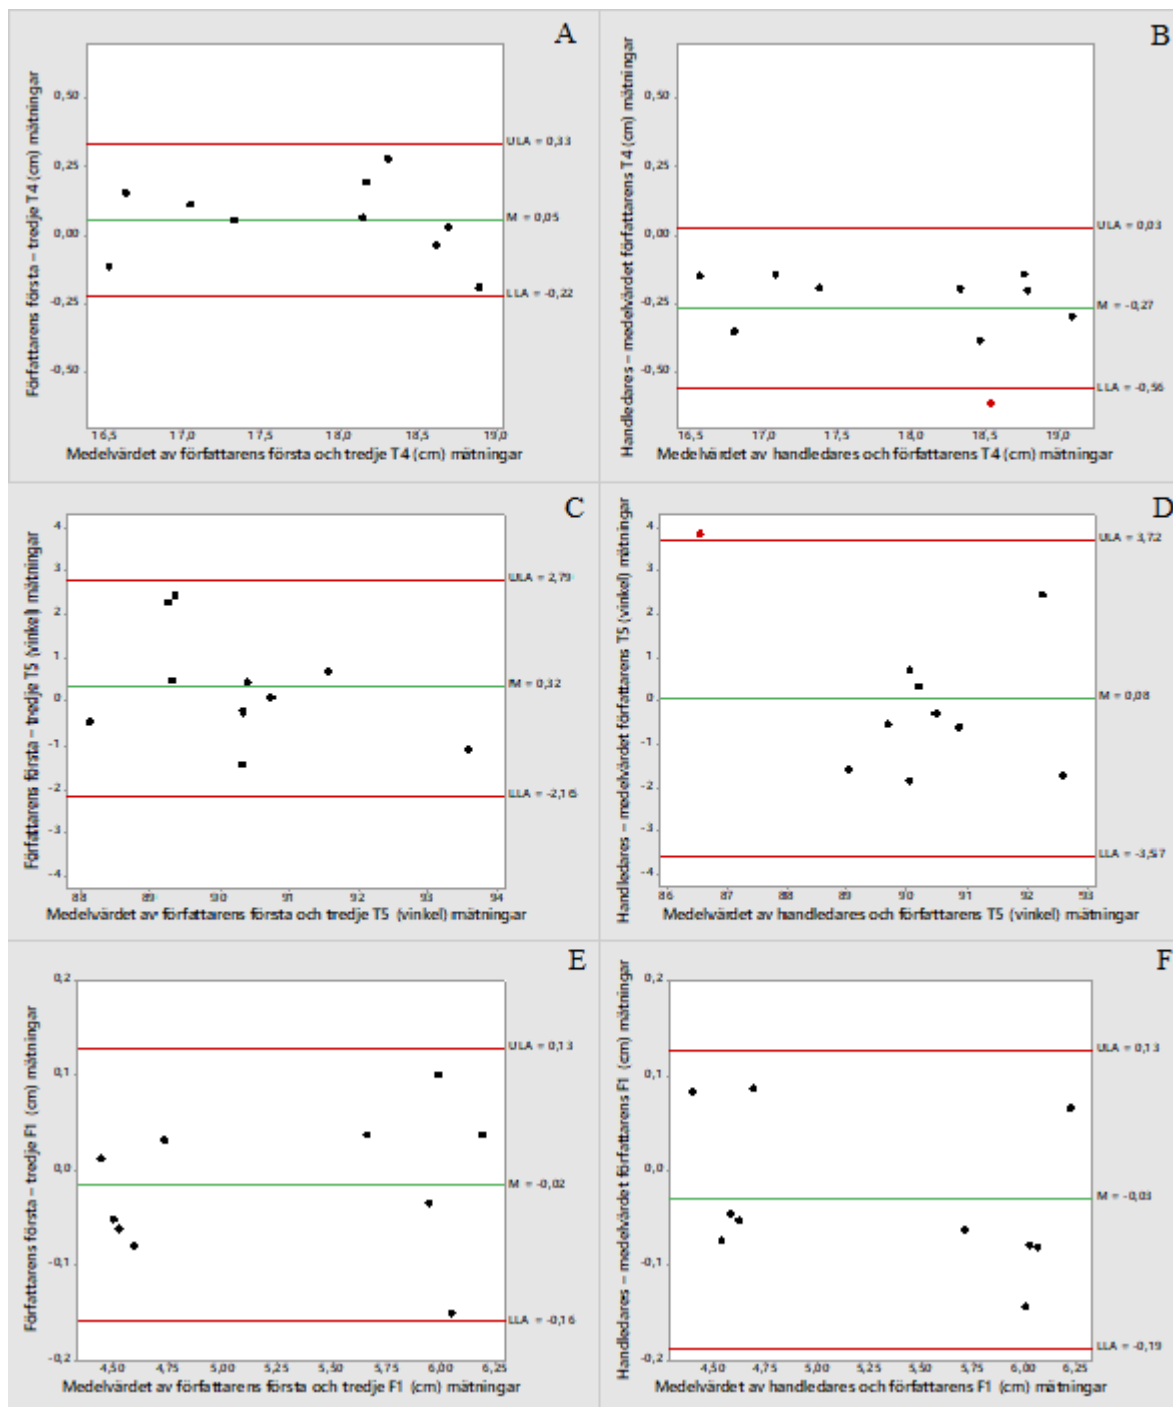 A
Författarens första – tredje T4 (cm) mätningar
0,50
0,25
0,00
-0,25
-0,50
ULA = 0,33
M = 0,05
LLA = -0,22
16,5 17,0 17,5 18,0 18,5 19,0
Medelvärdet av författarens första och tredje T4 (cm) mätningar
B
Handledares – medelvärdet författarens T4 (cm) mätningar
0,50
0,25
0,00
-0,25
-0,50
ULA = 0,03
M = -0,27
LLA = -0,56
16,5 17,0 17,5 18,0 18,5 19,0
Medelvärdet av handledares och författarens T4 (cm) mätningar
C
Författarens första – tredje T5 (vinkel) mätningar
4
3
2
1
0
-1
-2
-3
-4
ULA = 2,79
M = 0,32
LLA = -2,16
88 89 90 91 92 93 94
Medelvärdet av författarens första och tredje T5 (vinkel) mätningar
D
Handledares – medelvärdet författarens T5 (vinkel) mätningar
4
3
2
1
0
-1
-2
-3
-4
ULA = 3,72
M = 0,08
LLA = -3,57
86 87 88 89 90 91 92 93
Medelvärdet av handledares och författarens T5 (vinkel) mätningar
E
Författarens första – tredje F1 (cm) mätningar
0,2
0,1
0,0
-0,1
-0,2
ULA = 0,13
M = -0,02
LLA = -0,16
4,50 4,75 5,00 5,25 5,50 5,75 6,00 6,25
Medelvärdet av författarens första och tredje F1 (cm) mätningar
F
Handledares – medelvärdet författarens F1 (cm) mätningar
0,2
0,1
0,0
-0,1
-0,2
ULA = 0,13
M = -0,03
LLA = -0,19
4,50 4,75 5,00 5,25 5,50 5,75 6,00 6,25
Medelvärdet av handledares och författarens F1 (cm) mätningar